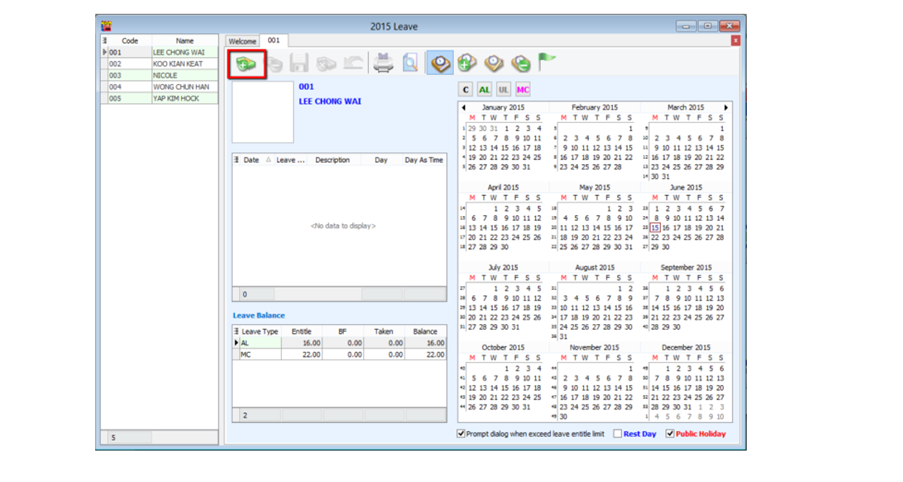 2015 Leave
Code Name
001 LEE CHONG WAI
002 KOO KIAN KEAT
003 NICOLE
004 WONG CHUN HAN
005 YAP KIM HOCK
5
Welcome 001
001
LEE CHONG WAI
Date Leave ... Description Day Day As Time
<No data to display>
0
Leave Balance
Leave Type Entitle BF Taken Balance
AL 16.00 0.00 0.00 16.00
MC 22.00 0.00 0.00 22.00
2
C AL UL MC
January 2015 February 2015 March 2015
M T W T F S S M T W T F S S M T W T F S S
29 30 31 1 2 3 4 1 1
5 6 7 8 9 10 11 2 3 4 5 6 7 8 2 3 4 5 6 7 8
12 13 14 15 16 17 18 9 10 11 12 13 14 15 9 10 11 12 13 14 15
19 20 21 22 23 24 25 16 17 18 19 20 21 22 16 17 18 19 20 21 22
26 27 28 29 30 31 23 24 25 26 27 28 23 24 25 26 27 28 29
30 31
April 2015 May 2015 June 2015
M T W T F S S M T W T F S S M T W T F S S
1 2 3 4 5 1 2 3 1 2 3 4 5 6 7
6 7 8 9 10 11 12 4 5 6 7 8 9 10 8 9 10 11 12 13 14
13 14 15 16 17 18 19 11 12 13 14 15 16 17 15 16 17 18 19 20 21
20 21 22 23 24 25 26 18 19 20 21 22 23 24 22 23 24 25 26 27 28
27 28 29 30 25 26 27 28 29 30 31 29 30
July 2015 August 2015 September 2015
M T W T F S S M T W T F S S M T W T F S S
1 2 3 4 5 1 2 1 2 3 4 5 6
6 7 8 9 10 11 12 3 4 5 6 7 8 9 7 8 9 10 11 12 13
13 14 15 16 17 18 19 10 11 12 13 14 15 16 14 15 16 17 18 19 20
20 21 22 23 24 25 26 17 18 19 20 21 22 23 21 22 23 24 25 26 27
27 28 29 30 31 24 25 26 27 28 29 30 28 29 30
31
October 2015 November 2015 December 2015
M T W T F S S M T W T F S S M T W T F S S
1 2 3 4 1 1 2 3 4 5 6
5 6 7 8 9 10 11 2 3 4 5 6 7 8 7 8 9 10 11 12 13
12 13 14 15 16 17 18 9 10 11 12 13 14 15 14 15 16 17 18 19 20
19 20 21 22 23 24 25 16 17 18 19 20 21 22 21 22 23 24 25 26 27
26 27 28 29 30 31 23 24 25 26 27 28 29 28 29 30 31 1 2 3
30 4 5 6 7 8 9 10
Prompt dialog when exceed leave entitle limit Rest Day Public Holiday